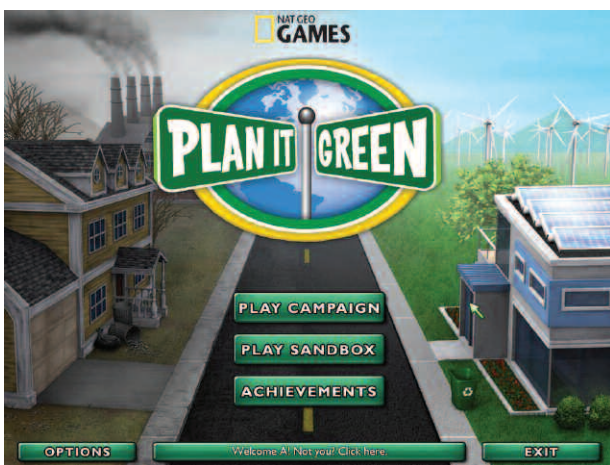 NAT GEO
GAMES
PLAN IT GREEN
PLAY CAMPAIGN
PLAY SANDBOX
ACHIEVEMENTS
OPTIONS
Welcome A! Not you? Click here.
EXIT